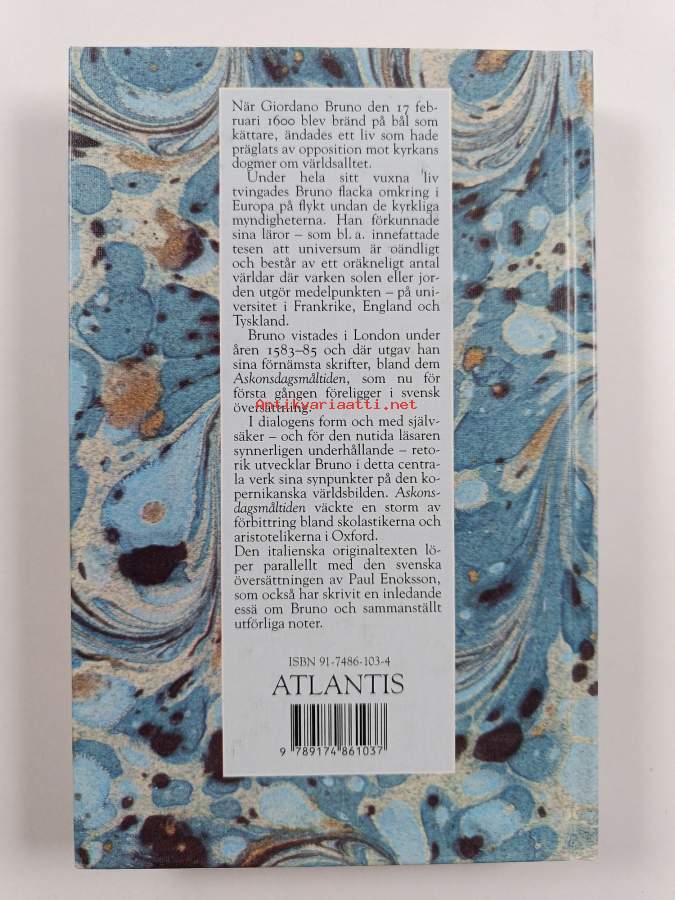 När Giordano Bruno den 17 feb-
ruari 1600 blev bränd på bål som
kättare, ändades ett liv som hade
präglats av opposition mot kyrkans
dogmer om världsalltet.
Under hela sitt vuxna liv
tvingades Bruno flacka omkring i
Europa på flykt undan de kyrkliga
myndigheterna. Han förkunnade
sina läror – som bl. a. innefattade
tesen att universum är oändligt
och består av ett oräkneligt antal
världar där varken solen eller jor-
den utgör medelpunkten – på uni-
versitet i Frankrike, England och
Tyskland.
Bruno vistades i London under
åren 1583–85 och där utgav han
sina förnämsta skrifter, bland dem
Askonsdagsmåltiden, som nu för
första gången föreligger i svensk
Antikvariaatti.net
översättning.
I dialogens form och med själv-
säker – och för den nutida läsaren
synnerligen underhållande – reto-
rik utvecklar Bruno i detta centra-
la verk sina synpunkter på den ko-
pernikanska världsbilden. Askons-
dagsmåltiden väckte en storm av
förbittring bland skolastikerna och
aristotelikerna i Oxford.
Den italienska originaltexten lö-
per parallellt med den svenska
översättningen av Paul Enoksson,
som också har skrivit en inledande
essä om Bruno och sammanställt
utförliga noter.
ISBN 91-7486-103-4
ATLANTIS
9 789174 861037